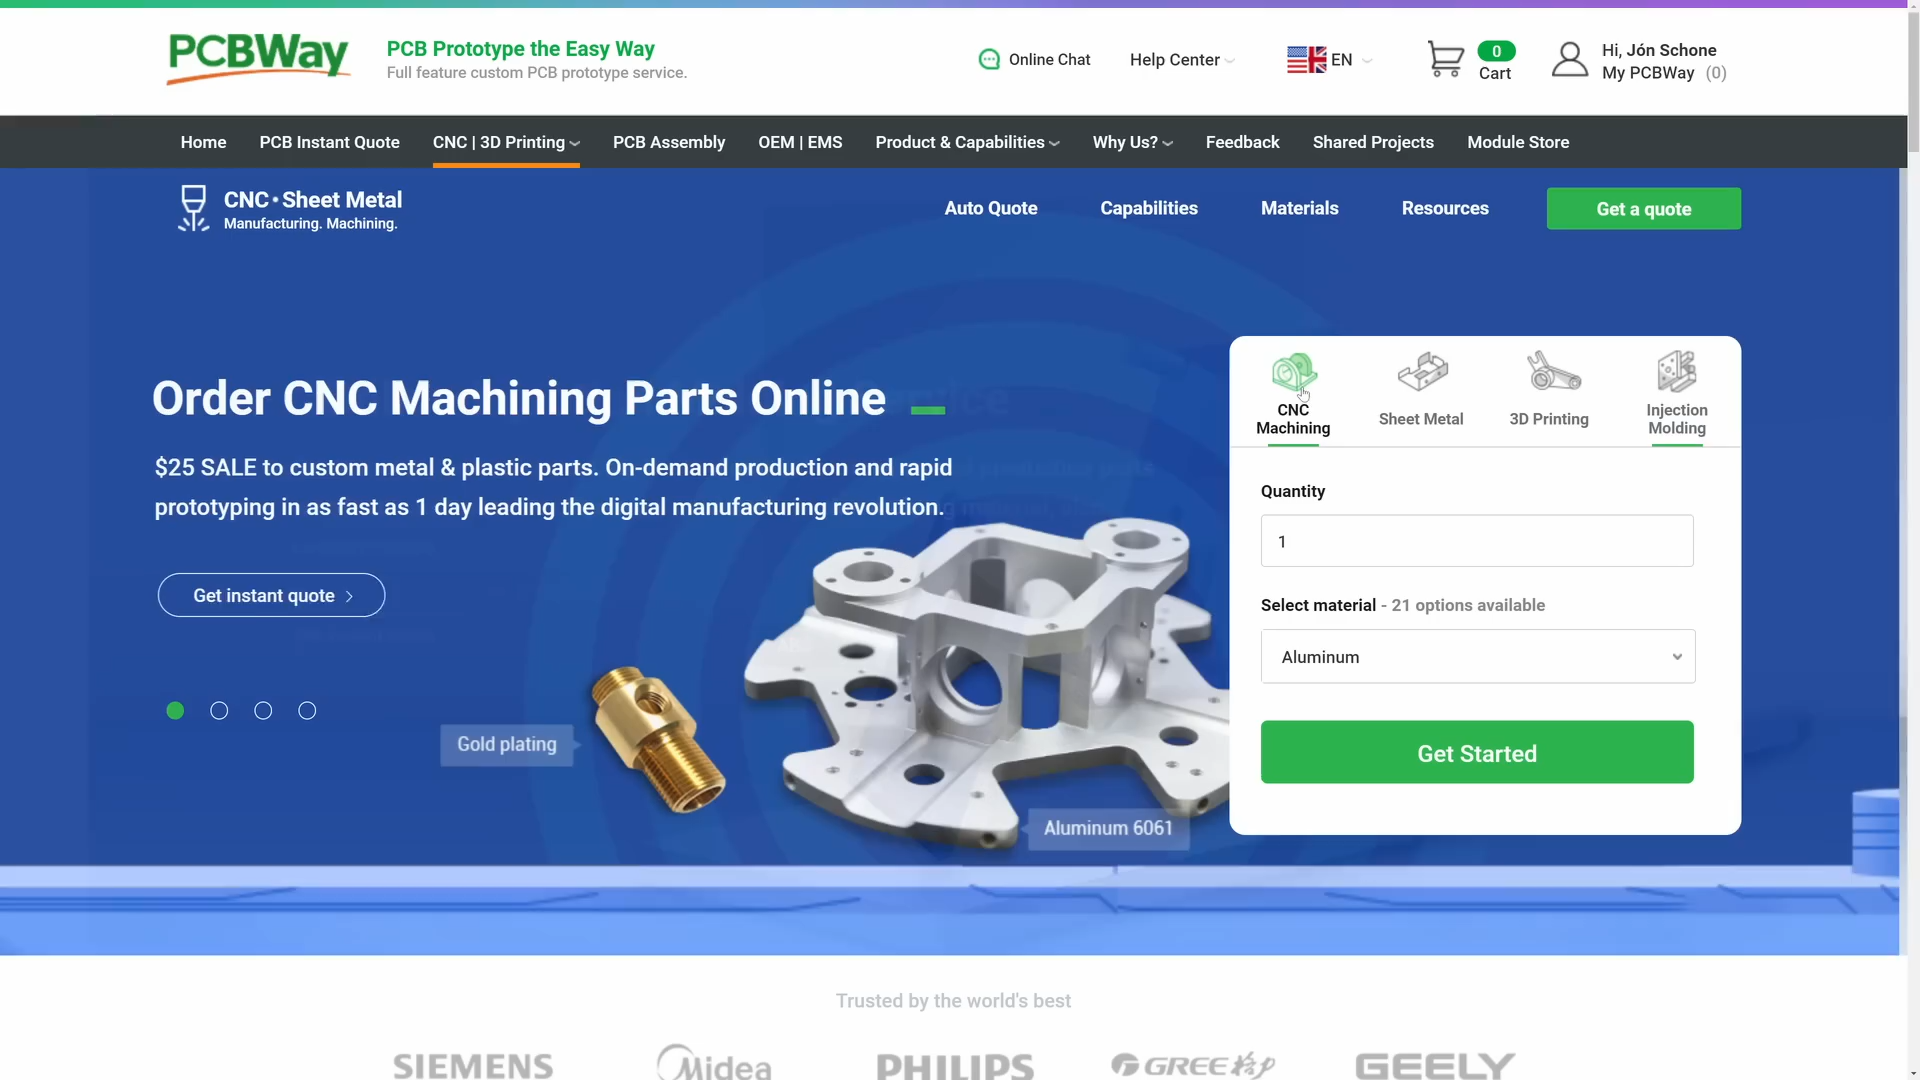 PCBWay
PCB Prototype the Easy Way
Full feature custom PCB prototype service.
Online Chat
Help Center
EN
0
Cart
Hi, Jón Schone
My PCBWay (0)
Home
PCB Instant Quote
CNC | 3D Printing
PCB Assembly
OEM | EMS
Product & Capabilities
Why Us?
Feedback
Shared Projects
Module Store
CNC • Sheet Metal
Manufacturing. Machining.
Auto Quote
Capabilities
Materials
Resources
Get a quote
Order CNC Machining Parts Online
$25 SALE to custom metal & plastic parts. On-demand production and rapid
prototyping in as fast as 1 day leading the digital manufacturing revolution.
Get instant quote
Gold plating
Aluminum 6061
CNC
Machining
Sheet Metal
3D Printing
Injection
Molding
Quantity
1
Select material - 21 options available
Aluminum
Get Started
Trusted by the world's best
SIEMENS
Midea
PHILIPS
GREE格力
GEELY